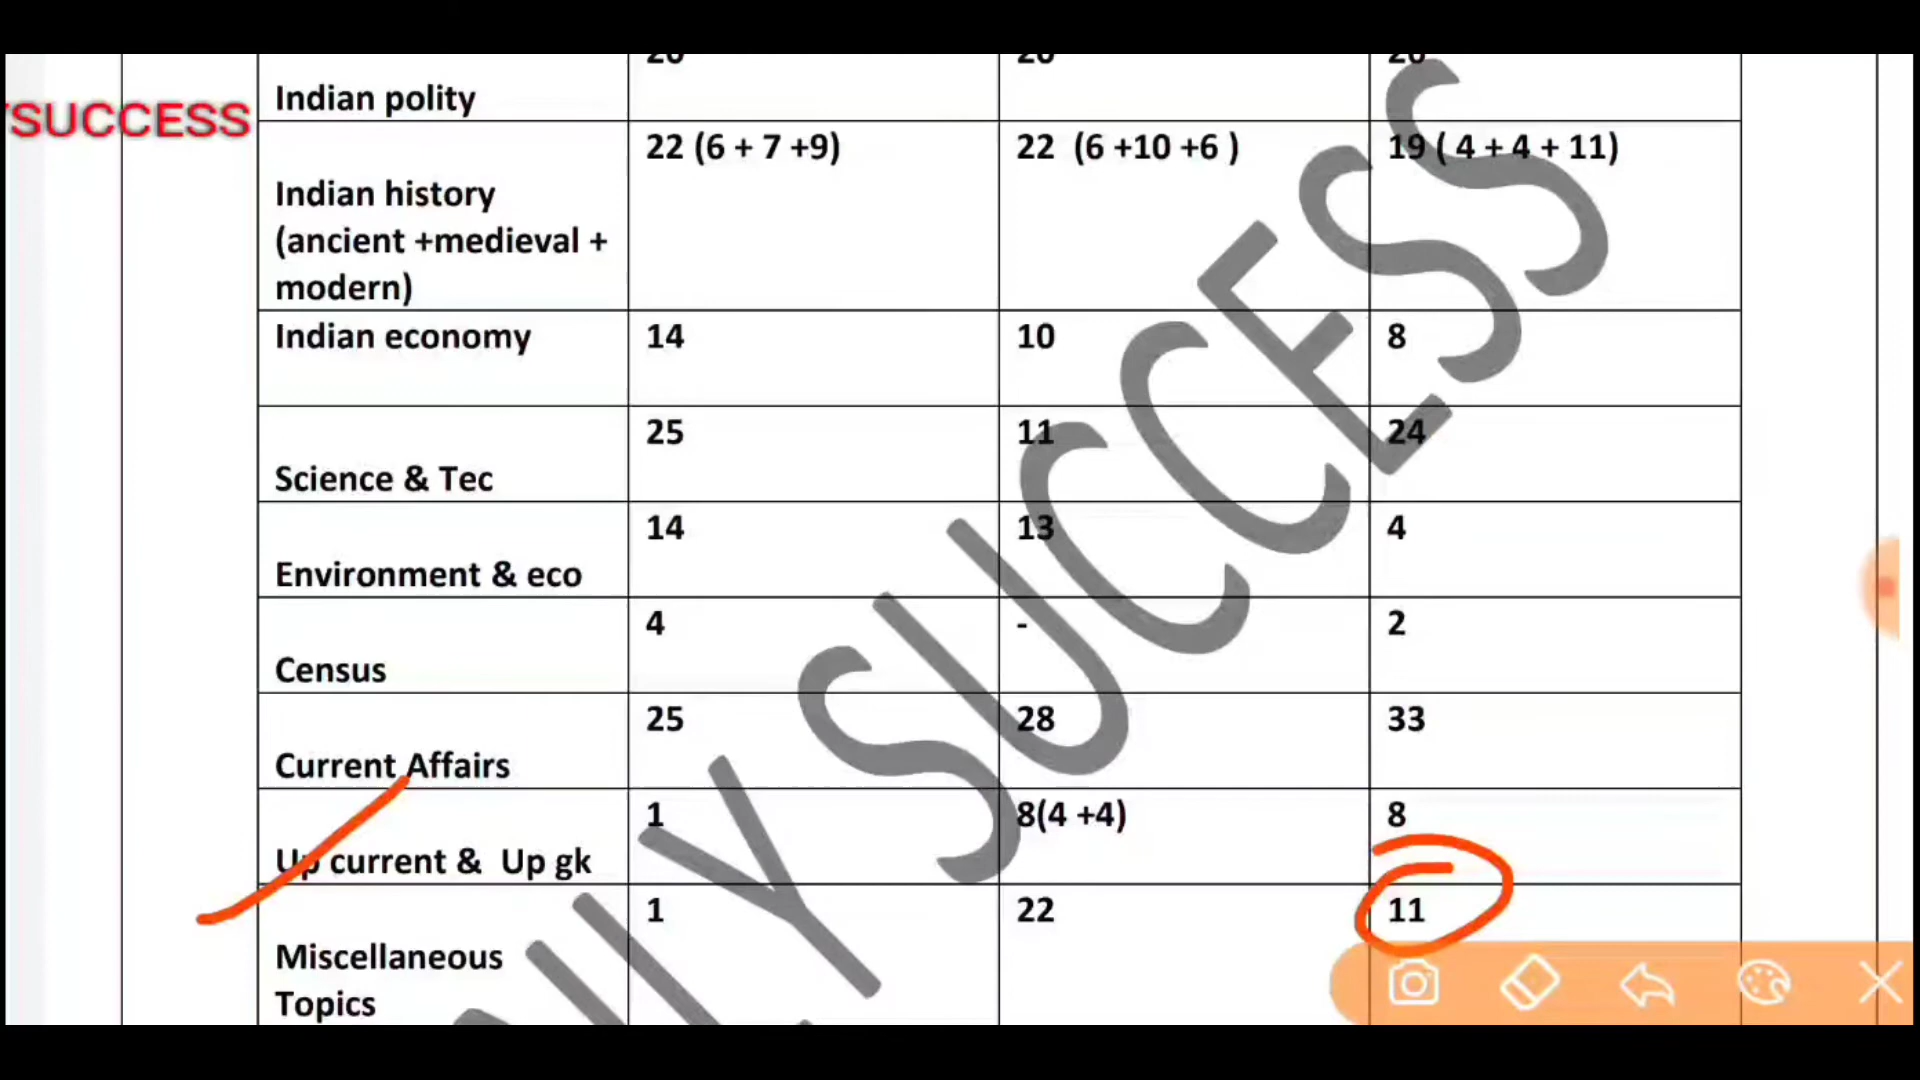 Indian polity
SUCCESS
22 (6 + 7 +9)
22 (6 +10 +6 )
19 ( 4 + 4 + 11)
Indian history
(ancient +medieval +
modern)
Indian economy
14
10
8
25
11
24
Science & Tec
14
13
4
Environment & eco
4
-
2
Census
25
28
33
Current Affairs
1
8(4 +4)
8
Up current & Up gk
1
22
11
Miscellaneous
Topics
SUCCESS